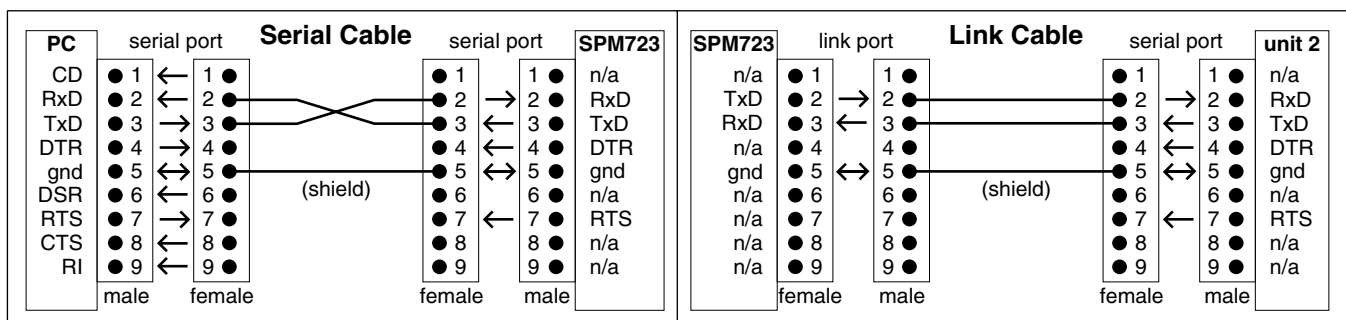 PC serial port Serial Cable serial port SPM723
CD 1 1 1 1 n/a
RxD 2 2 2 2 RxD
TxD 3 3 3 3 TxD
DTR 4 4 4 4 DTR
gnd 5 5 5 5 gnd
DSR 6 6 (shield) 6 6 n/a
RTS 7 7 7 7 RTS
CTS 8 8 8 8 n/a
RI 9 9 9 9 n/a
male female female male
SPM723 link port Link Cable serial port unit 2
n/a 1 1 1 1 n/a
TxD 2 2 2 2 RxD
RxD 3 3 3 3 TxD
n/a 4 4 4 4 DTR
gnd 5 5 5 5 gnd
n/a 6 6 (shield) 6 6 n/a
n/a 7 7 7 7 RTS
n/a 8 8 8 8 n/a
n/a 9 9 9 9 n/a
female male female male